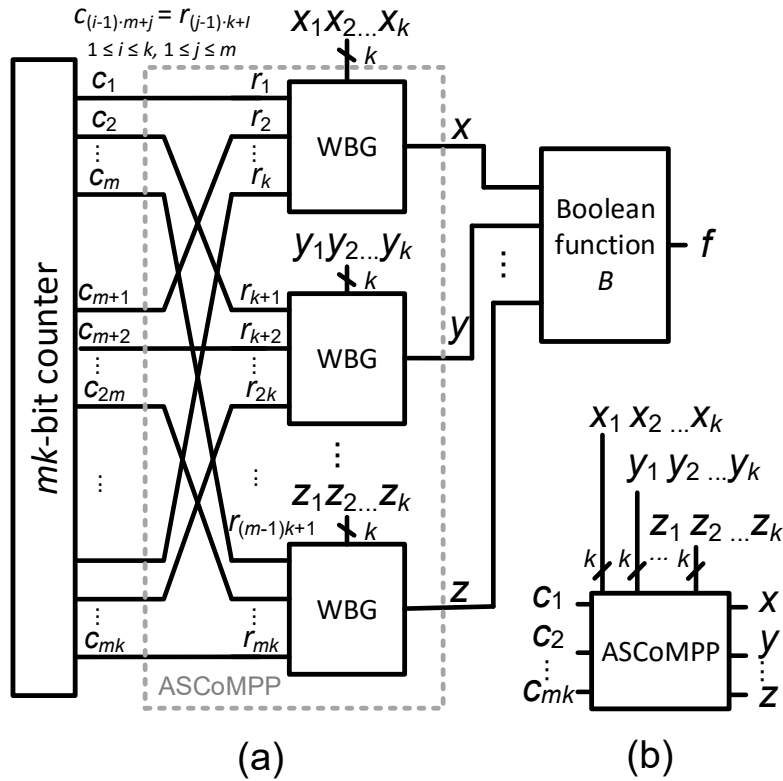 c(i-1)·m+j = r(j-1)·k+I
1 ≤ i ≤ k, 1 ≤ j ≤ m
x1x2...xk
k
mk-bit counter
c1
r1
c2
r2
⋮
⋮
cm
rk
WBG
x
Boolean
function
B
f
y1y2...yk
k
⋮
cm+1
rk+1
cm+2
rk+2
⋮
⋮
c2m
r2k
WBG
y
⋮
⋮
⋮
z1z2...zk
k
r(m-1)k+1
⋮
⋮
cmk
rmk
WBG
z
ASCoMPP
x1 x2 ...xk
y1 y2 ...yk
z1 z2 ...zk
k
k
...
k
c1
x
c2
ASCoMPP
y
⋮
⋮
cmk
z
(a)
(b)